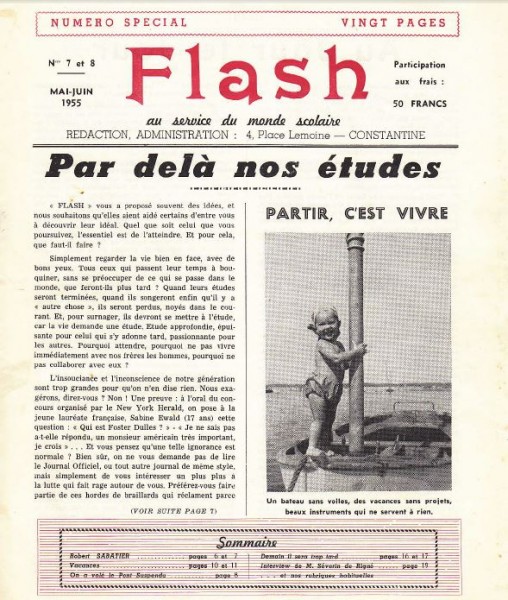 NUMERO SPECIAL
VINGT PAGES
Nos 7 et 8
MAI-JUIN
1955
Flash
Participation
aux frais :
50 FRANCS
au service du monde scolaire
REDACTION, ADMINISTRATION : 4, Place Lemoine — CONSTANTINE
Par delà nos études
« FLASH » vous a proposé souvent des idées, et
nous souhaitons qu'elles aient aidé certains d'entre vous
à découvrir leur idéal. Quel que soit celui que vous
poursuivez, l'essentiel est de l'atteindre. Et pour cela,
que faut-il faire ?
Simplement regarder la vie bien en face, avec de
bons yeux. Tous ceux qui passent leur temps à bou-
quiner, sans se préoccuper de ce qui se passe dans le
monde, que feront-ils plus tard ? Quand leurs études
seront terminées, quand ils songeront enfin qu'il y a
« autre chose », ils seront perdus, noyés dans le cou-
rant. Et, pour surnager, ils devront se mettre à l'étude,
car la vie demande une étude. Etude approfondie, épui-
sante pour celui qui s'y adonne tard, passionnante pour
les autres. Pourquoi attendre, pourquoi ne pas vivre
immédiatement avec nos frères les hommes, pourquoi ne
pas collaborer avec eux ?
L'insouciance et l'inconscience de notre génération
sont trop grandes pour qu'on n'en dise rien. Nous exa-
gérons, direz-vous ? Non ! Une preuve : à l'oral du con-
cours organisé par le New York Herald, on pose à la
jeune lauréate française, Sabine Ewald (17 ans) cette
question : « Qui est Foster Dulles ? » - « Je ne sais pas
a-t-elle répondu, un monsieur américain très important,
je crois » . . . Et vous pensez qu'une telle ignorance est
normale ? Bien sûr, on ne vous demande pas de lire
le Journal Officiel, ou tout autre journal de même style,
mais simplement de vous intéresser un plus plus à
la lutte qui fait rage autour de vous. Préférez-vous faire
partie de ces hordes de braillards qui réclament parce
(VOIR SUITE PAGE 7)
PARTIR, C'EST VIVRE
Un bateau sans voiles, des vacances sans projets,
beaux instruments qui ne servent à rien.
Sommaire
Robert SABATIER ........ pages 6 et 7
Vacances ........ pages 10 et 11
On a volé le Pont Suspendu ........ page 8
Demain il sera trop tard ........ pages 16 et 17
Interview de M. Séverin de Rigné ........ page 19
. . . et nos rubriques habituelles